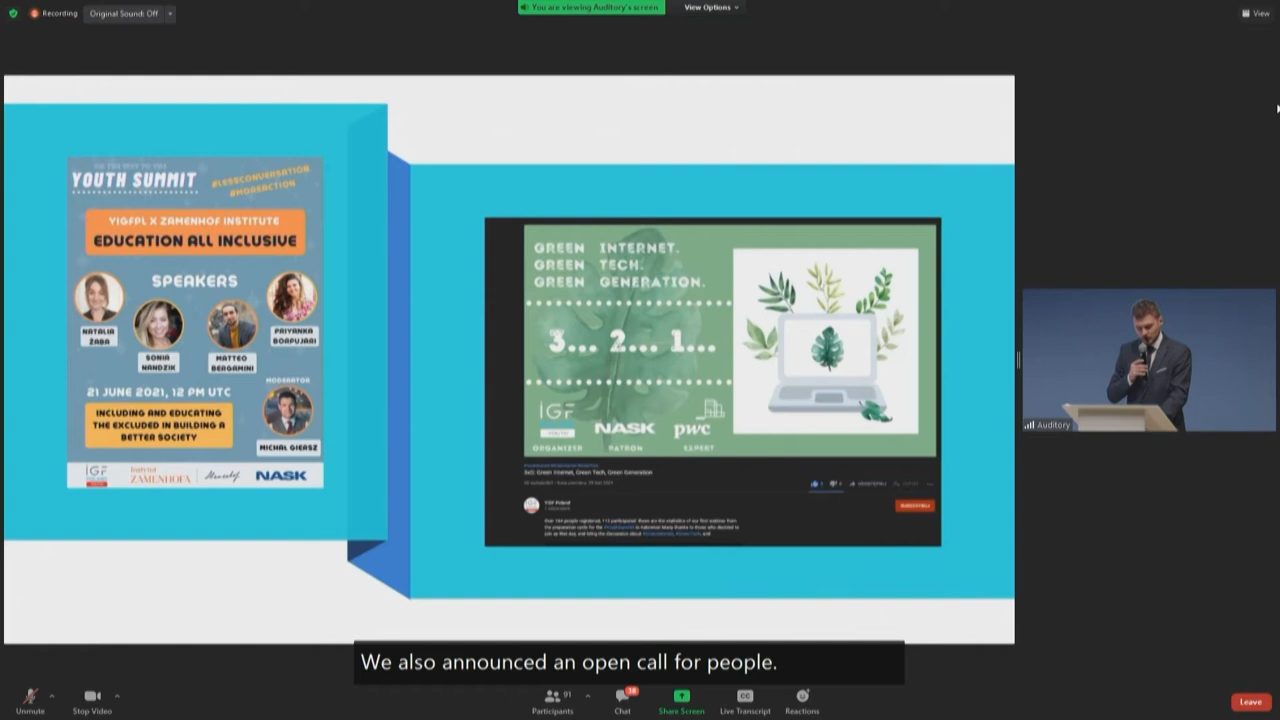 Recording
Original Sound: Off
You are viewing Auditory's screen
View Options
View
YOUTH SUMMIT
#LESSCONVERSATION
#MOREACTION
YIGFPL X ZAMENHOF INSTITUTE
EDUCATION ALL INCLUSIVE
SPEAKERS
NATALIA
ŻABA
SONIA
NANDZIK
MATTEO
BERGAMINI
PRIYANKA
BORPUJARI
21 JUNE 2021, 12 PM UTC
INCLUDING AND EDUCATING
THE EXCLUDED IN BUILDING A
BETTER SOCIETY
MODERATOR
MICHAŁ GIERSZ
IGF
ZAMENHOFA
NASK
GREEN INTERNET.
GREEN TECH.
GREEN GENERATION.
3... 2... 1...
IGF
YOUTH
NASK
pwc
ORGANIZER
PATRON
EXPERT
3x5: Green Internet, Green Tech, Green Generation
YIGF Poland
Auditory
We also announced an open call for people.
Unmute
Stop Video
91
Participants
38
Chat
Share Screen
CC
Live Transcript
Reactions
Leave